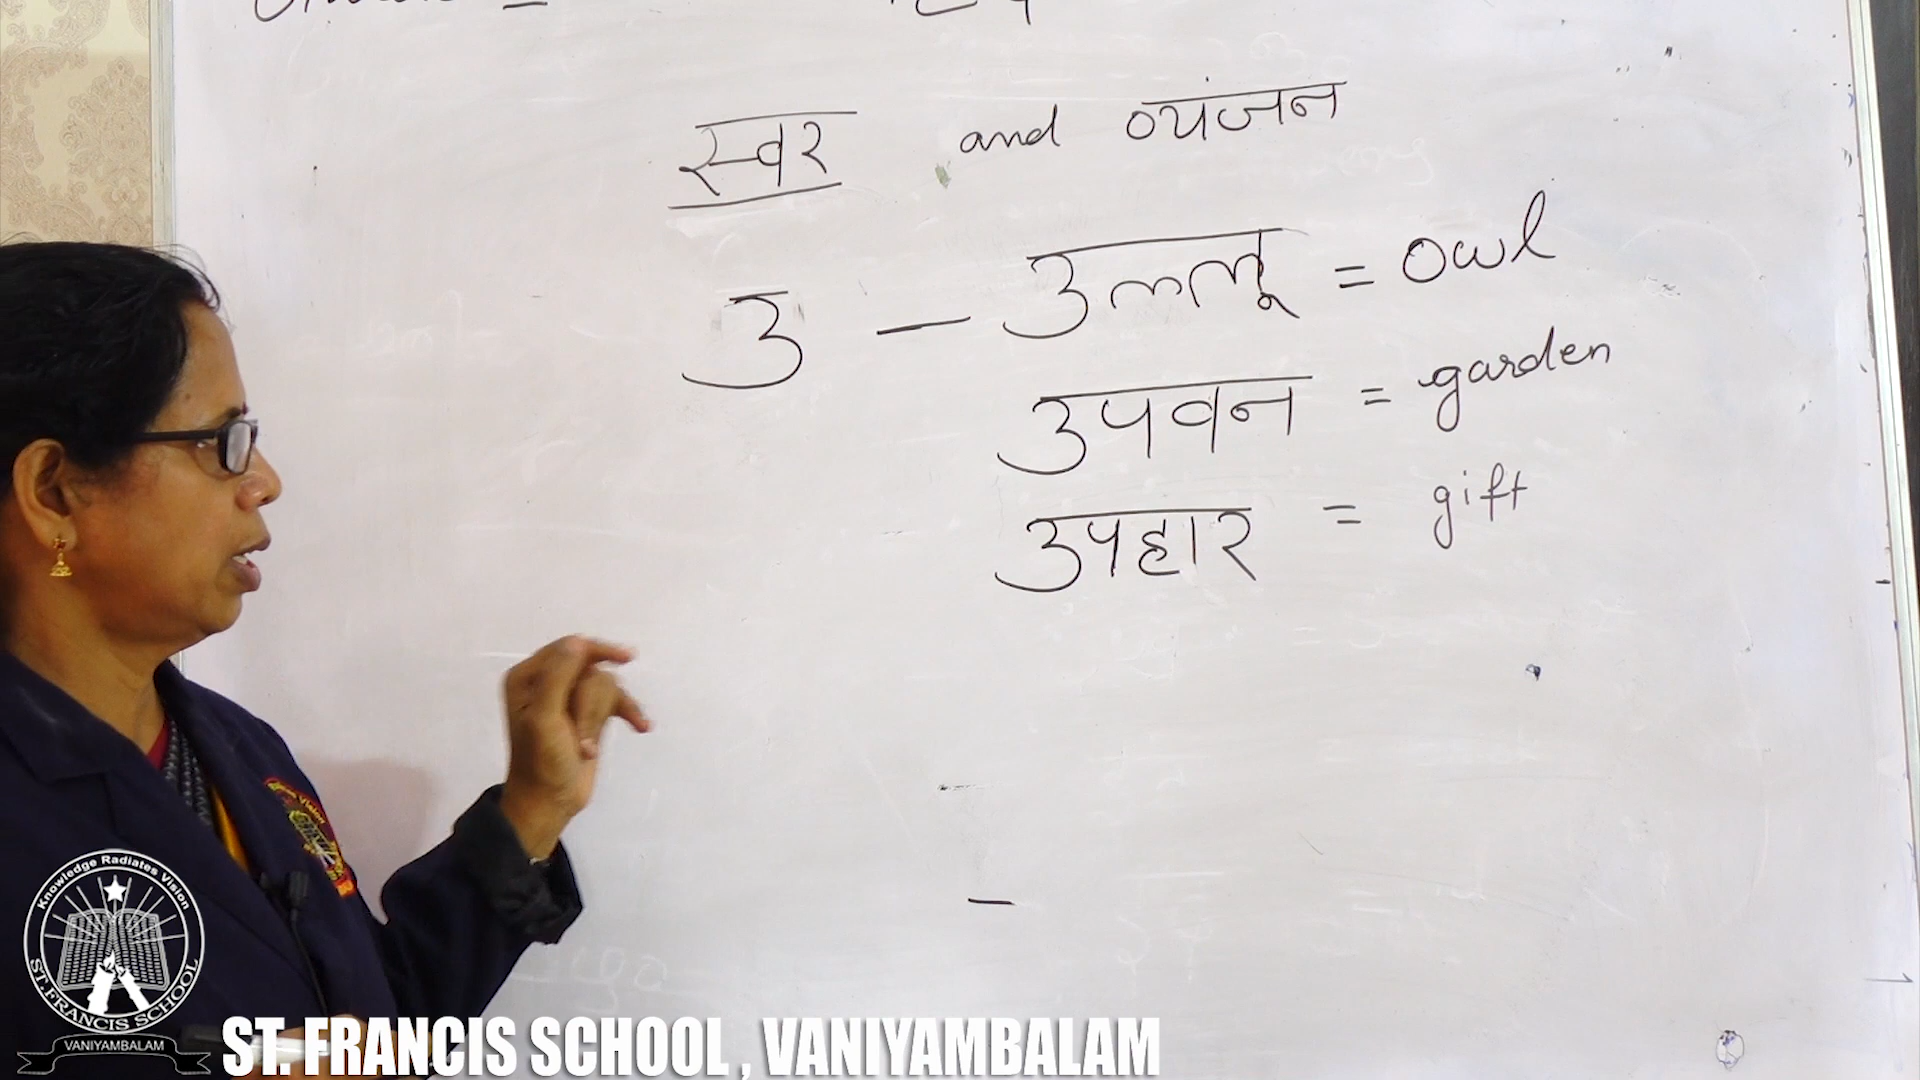 स्वर and व्यंजन
उ – उल्लू = owl
उपवन = garden
उपहार = gift
Knowledge Radiates Vision
ST. FRANCIS SCHOOL
VANIYAMBALAM
ST. FRANCIS SCHOOL, VANIYAMBALAM